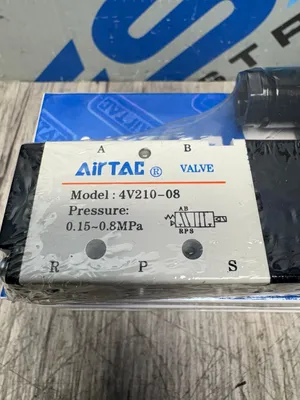 A B
AirTAC ® VALVE
Model : 4V210-08
Pressure:
0.15~0.8MPa
A B
R P S
R P S